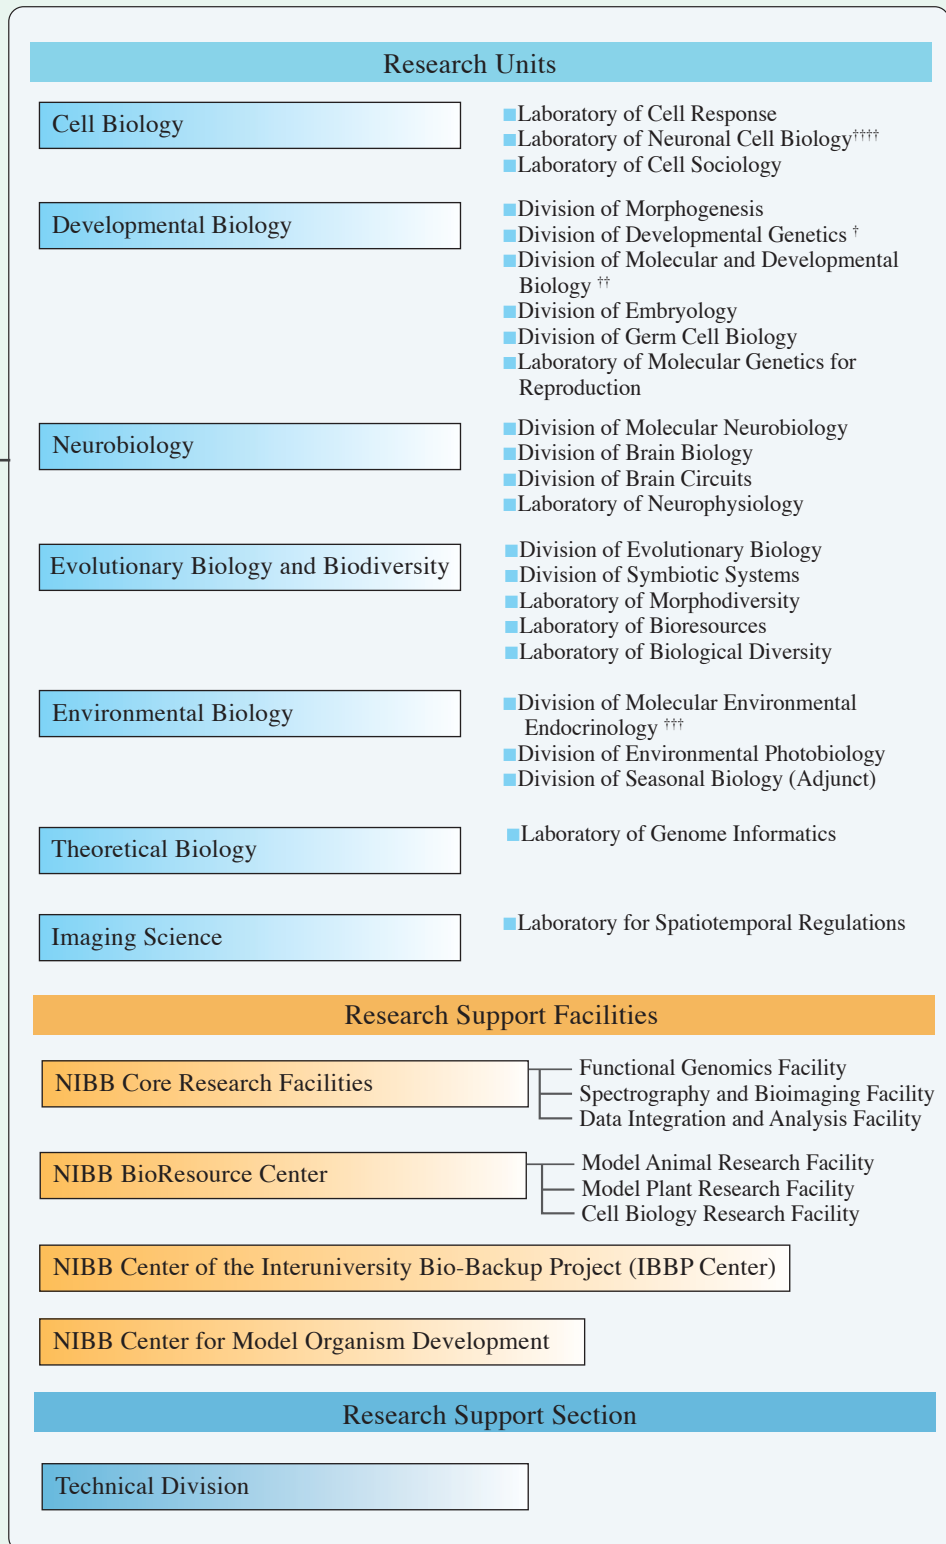 Research Units
Cell Biology
■Laboratory of Cell Response
■Laboratory of Neuronal Cell Biology††††
■Laboratory of Cell Sociology
Developmental Biology
■Division of Morphogenesis
■Division of Developmental Genetics †
■Division of Molecular and Developmental
Biology ††
■Division of Embryology
■Division of Germ Cell Biology
■Laboratory of Molecular Genetics for
Reproduction
Neurobiology
■Division of Molecular Neurobiology
■Division of Brain Biology
■Division of Brain Circuits
■Laboratory of Neurophysiology
Evolutionary Biology and Biodiversity
■Division of Evolutionary Biology
■Division of Symbiotic Systems
■Laboratory of Morphodiversity
■Laboratory of Bioresources
■Laboratory of Biological Diversity
Environmental Biology
■Division of Molecular Environmental
Endocrinology †††
■Division of Environmental Photobiology
■Division of Seasonal Biology (Adjunct)
Theoretical Biology
■Laboratory of Genome Informatics
Imaging Science
■Laboratory for Spatiotemporal Regulations
Research Support Facilities
NIBB Core Research Facilities
Functional Genomics Facility
Spectrography and Bioimaging Facility
Data Integration and Analysis Facility
NIBB BioResource Center
Model Animal Research Facility
Model Plant Research Facility
Cell Biology Research Facility
NIBB Center of the Interuniversity Bio-Backup Project (IBBP Center)
NIBB Center for Model Organism Development
Research Support Section
Technical Division